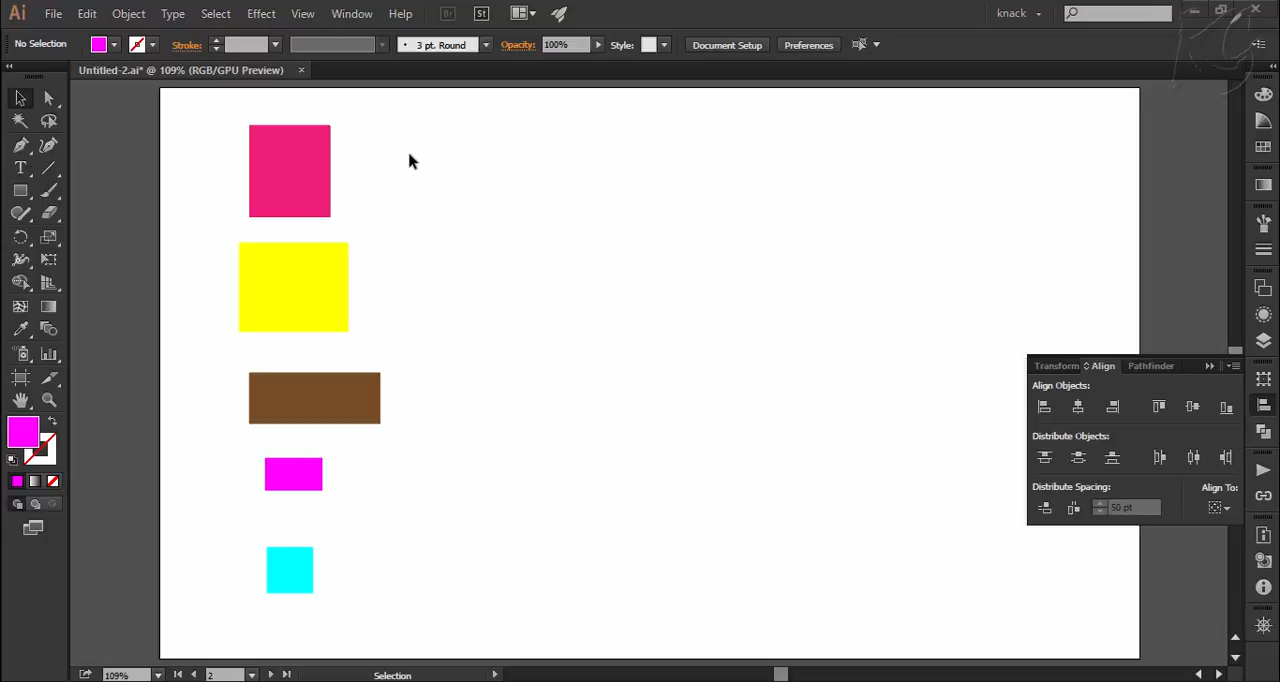 Ai File Edit Object Type Select Effect View Window Help Br St knack
No Selection Stroke: 3 pt. Round Opacity: 100% Style: Document Setup Preferences
Untitled-2.ai* @ 109% (RGB/GPU Preview) ×
Transform Align Pathfinder
Align Objects:
Distribute Objects:
Distribute Spacing: Align To:
50 pt
109% 2 Selection